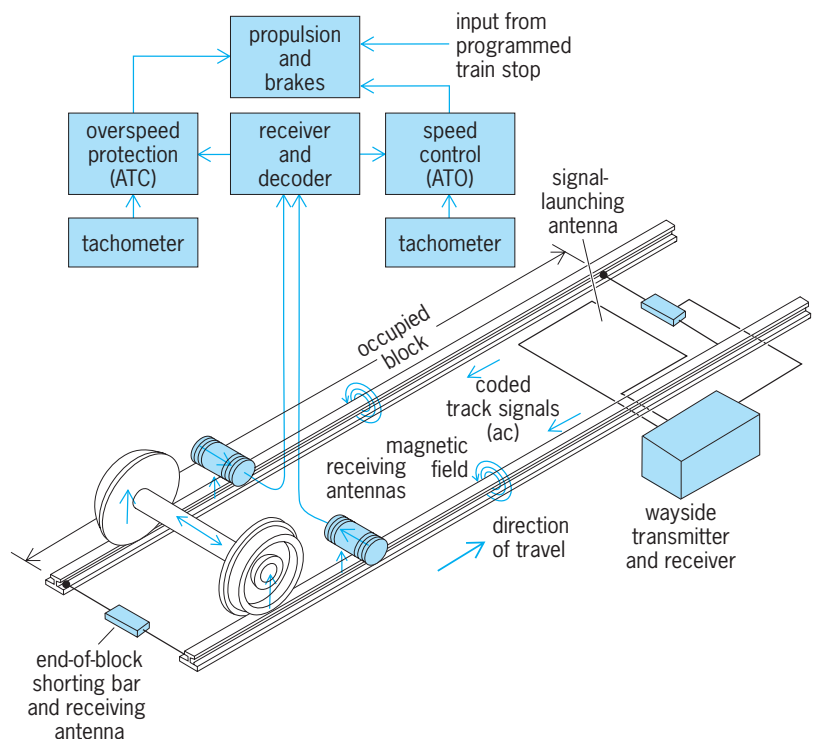 propulsion
and
brakes
input from
programmed
train stop
overspeed
protection
(ATC)
receiver
and
decoder
speed
control
(ATO)
signal-
launching
antenna
tachometer
tachometer
occupied
block
coded
track signals
(ac)
magnetic
field
receiving
antennas
direction
of travel
wayside
transmitter
and receiver
end-of-block
shorting bar
and receiving
antenna